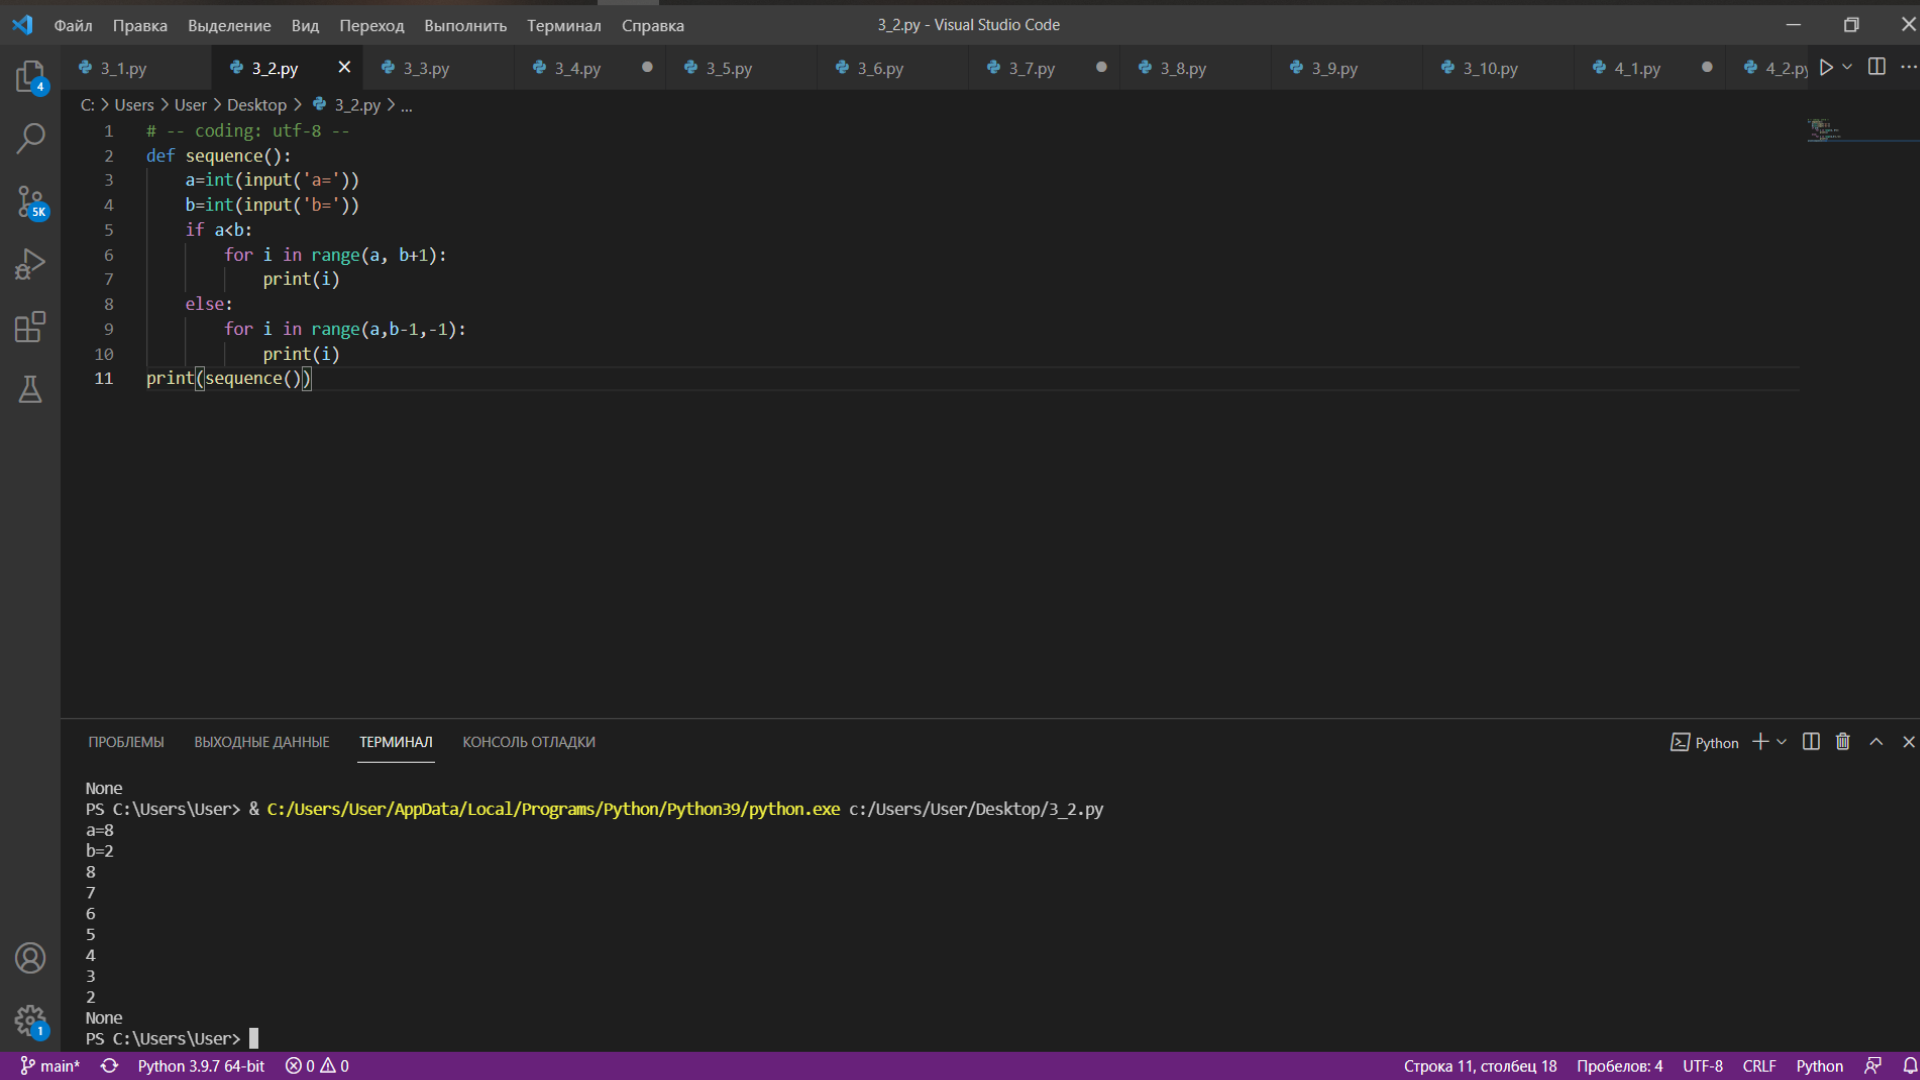 Файл Правка Выделение Вид Переход Выполнить Терминал Справка 3_2.py - Visual Studio Code
3_1.py 3_2.py 3_3.py 3_4.py 3_5.py 3_6.py 3_7.py 3_8.py 3_9.py 3_10.py 4_1.py 4_2.py
4
C: > Users > User > Desktop > 3_2.py > ...
1 # -- coding: utf-8 --
2 def sequence():
3 a=int(input('a='))
4 b=int(input('b='))
5K
5 if a<b:
6 for i in range(a, b+1):
7 print(i)
8 else:
9 for i in range(a,b-1,-1):
10 print(i)
11 print(sequence())
ПРОБЛЕМЫ ВЫХОДНЫЕ ДАННЫЕ ТЕРМИНАЛ КОНСОЛЬ ОТЛАДКИ Python
None
PS C:\Users\User> & C:/Users/User/AppData/Local/Programs/Python/Python39/python.exe c:/Users/User/Desktop/3_2.py
a=8
b=2
8
7
6
5
4
3
2
None
1
PS C:\Users\User>
main* Python 3.9.7 64-bit 0 0 Строка 11, столбец 18 Пробелов: 4 UTF-8 CRLF Python